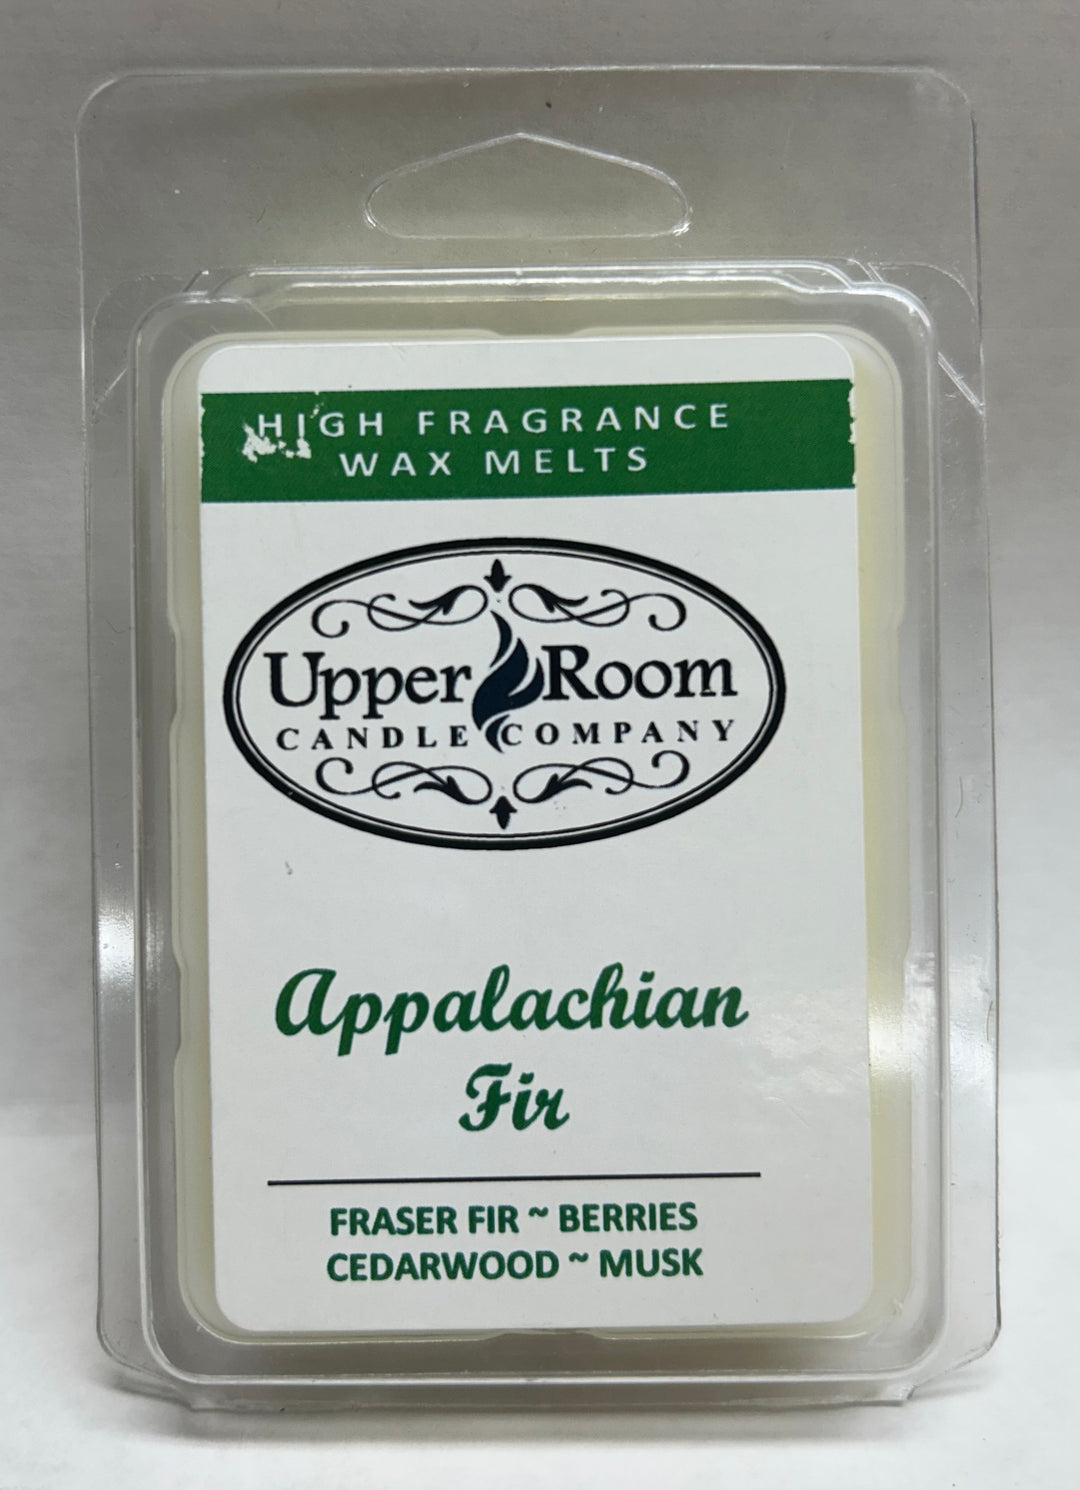 HIGH FRAGRANCE
WAX MELTS
Upper Room
CANDLE COMPANY
Appalachian
Fir
FRASER FIR ~ BERRIES
CEDARWOOD ~ MUSK